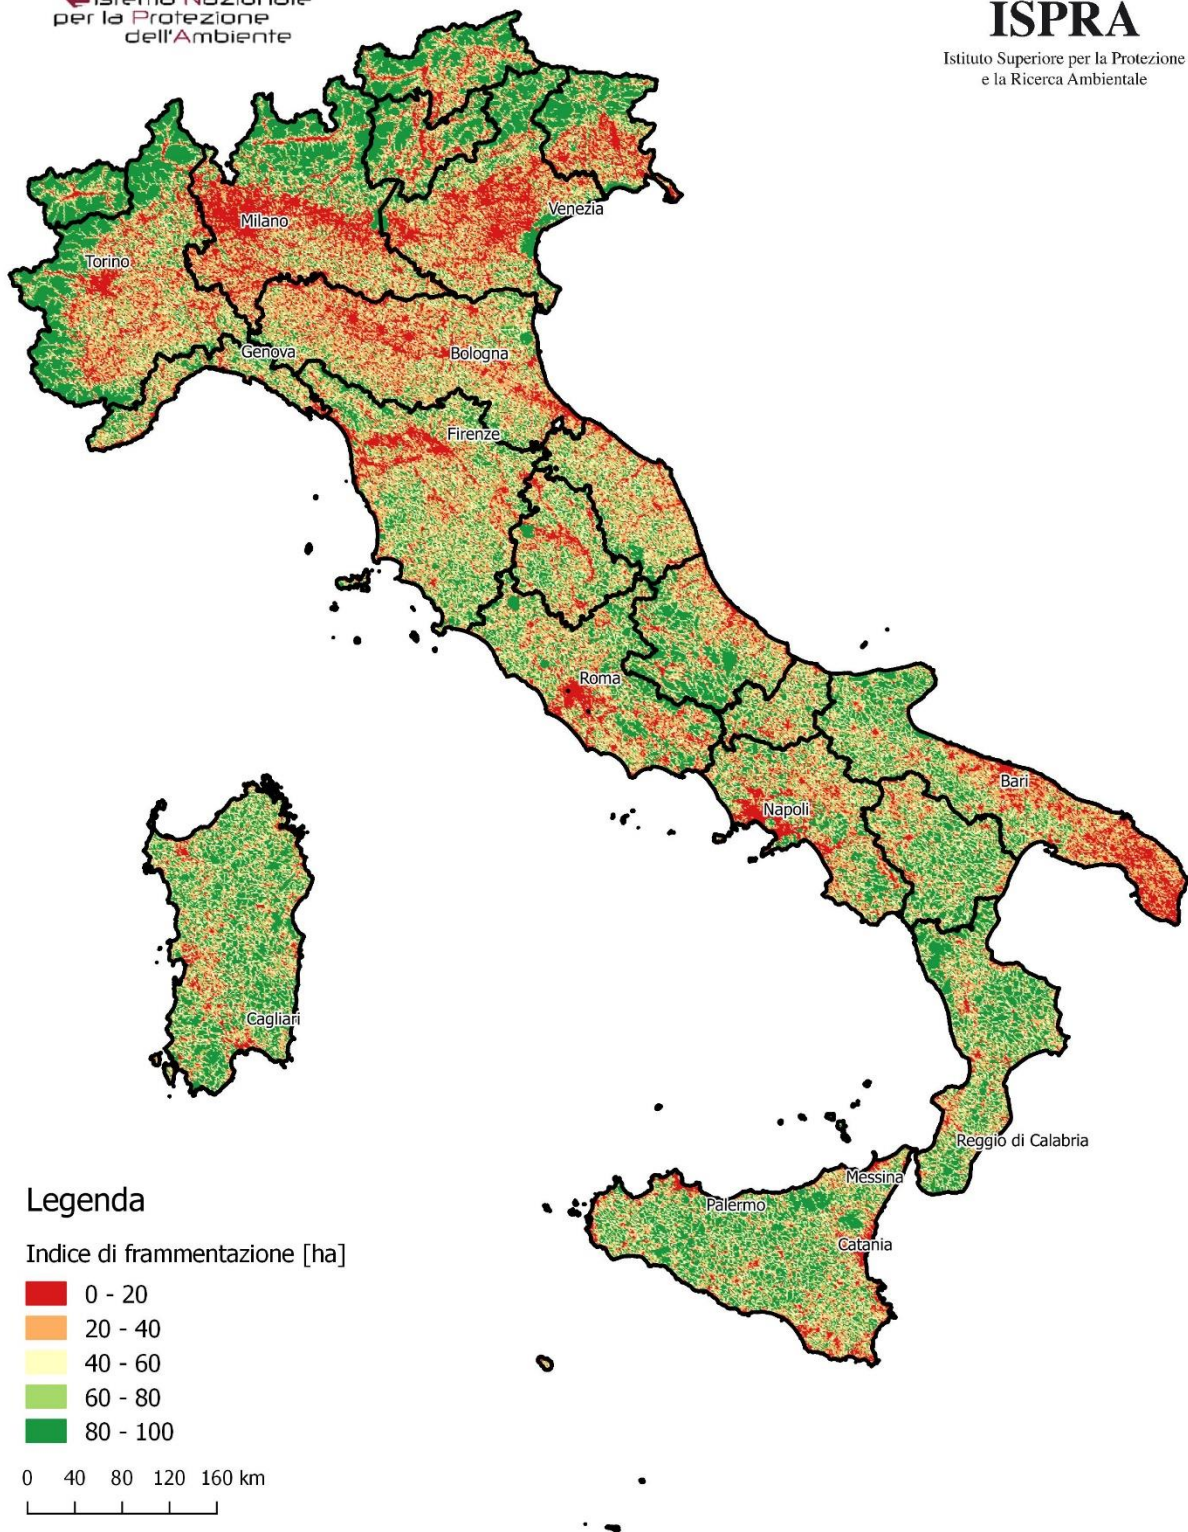 per la Protezione
dell'Ambiente
ISPRA
Istituto Superiore per la Protezione
e la Ricerca Ambientale
Milano
Venezia
Torino
Genova
Bologna
Firenze
Roma
Napoli
Bari
Cagliari
Reggio di Calabria
Messina
Palermo
Catania
Legenda
Indice di frammentazione [ha]
0 - 20
20 - 40
40 - 60
60 - 80
80 - 100
0 40 80 120 160 km